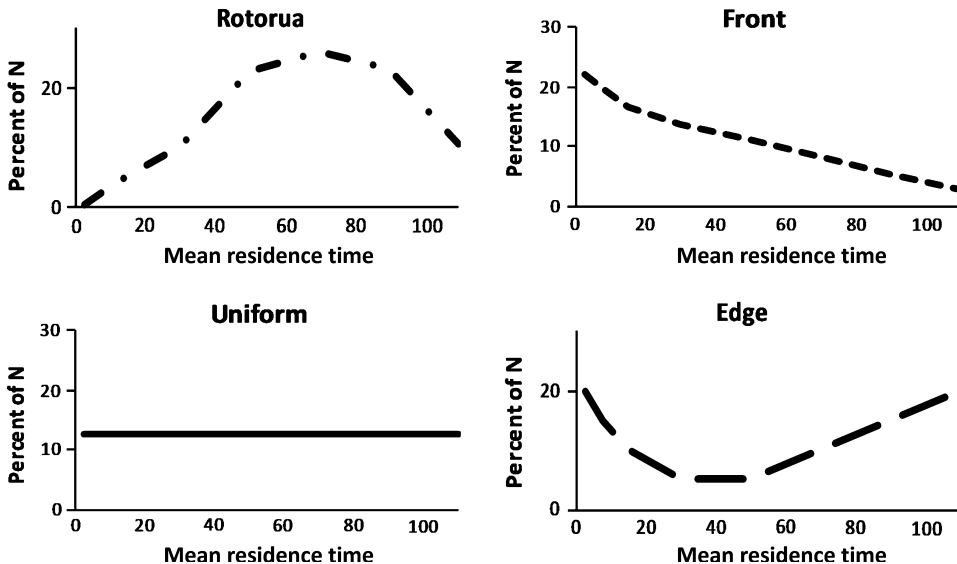 Rotorua
Percent of N
20
0
0 20 40 60 80 100
Mean residence time
Front
Percent of N
30
20
10
0
0 20 40 60 80 100
Mean residence time
Uniform
Percent of N
30
20
10
0
0 20 40 60 80 100
Mean residence time
Edge
Percent of N
20
0
0 20 40 60 80 100
Mean residence time